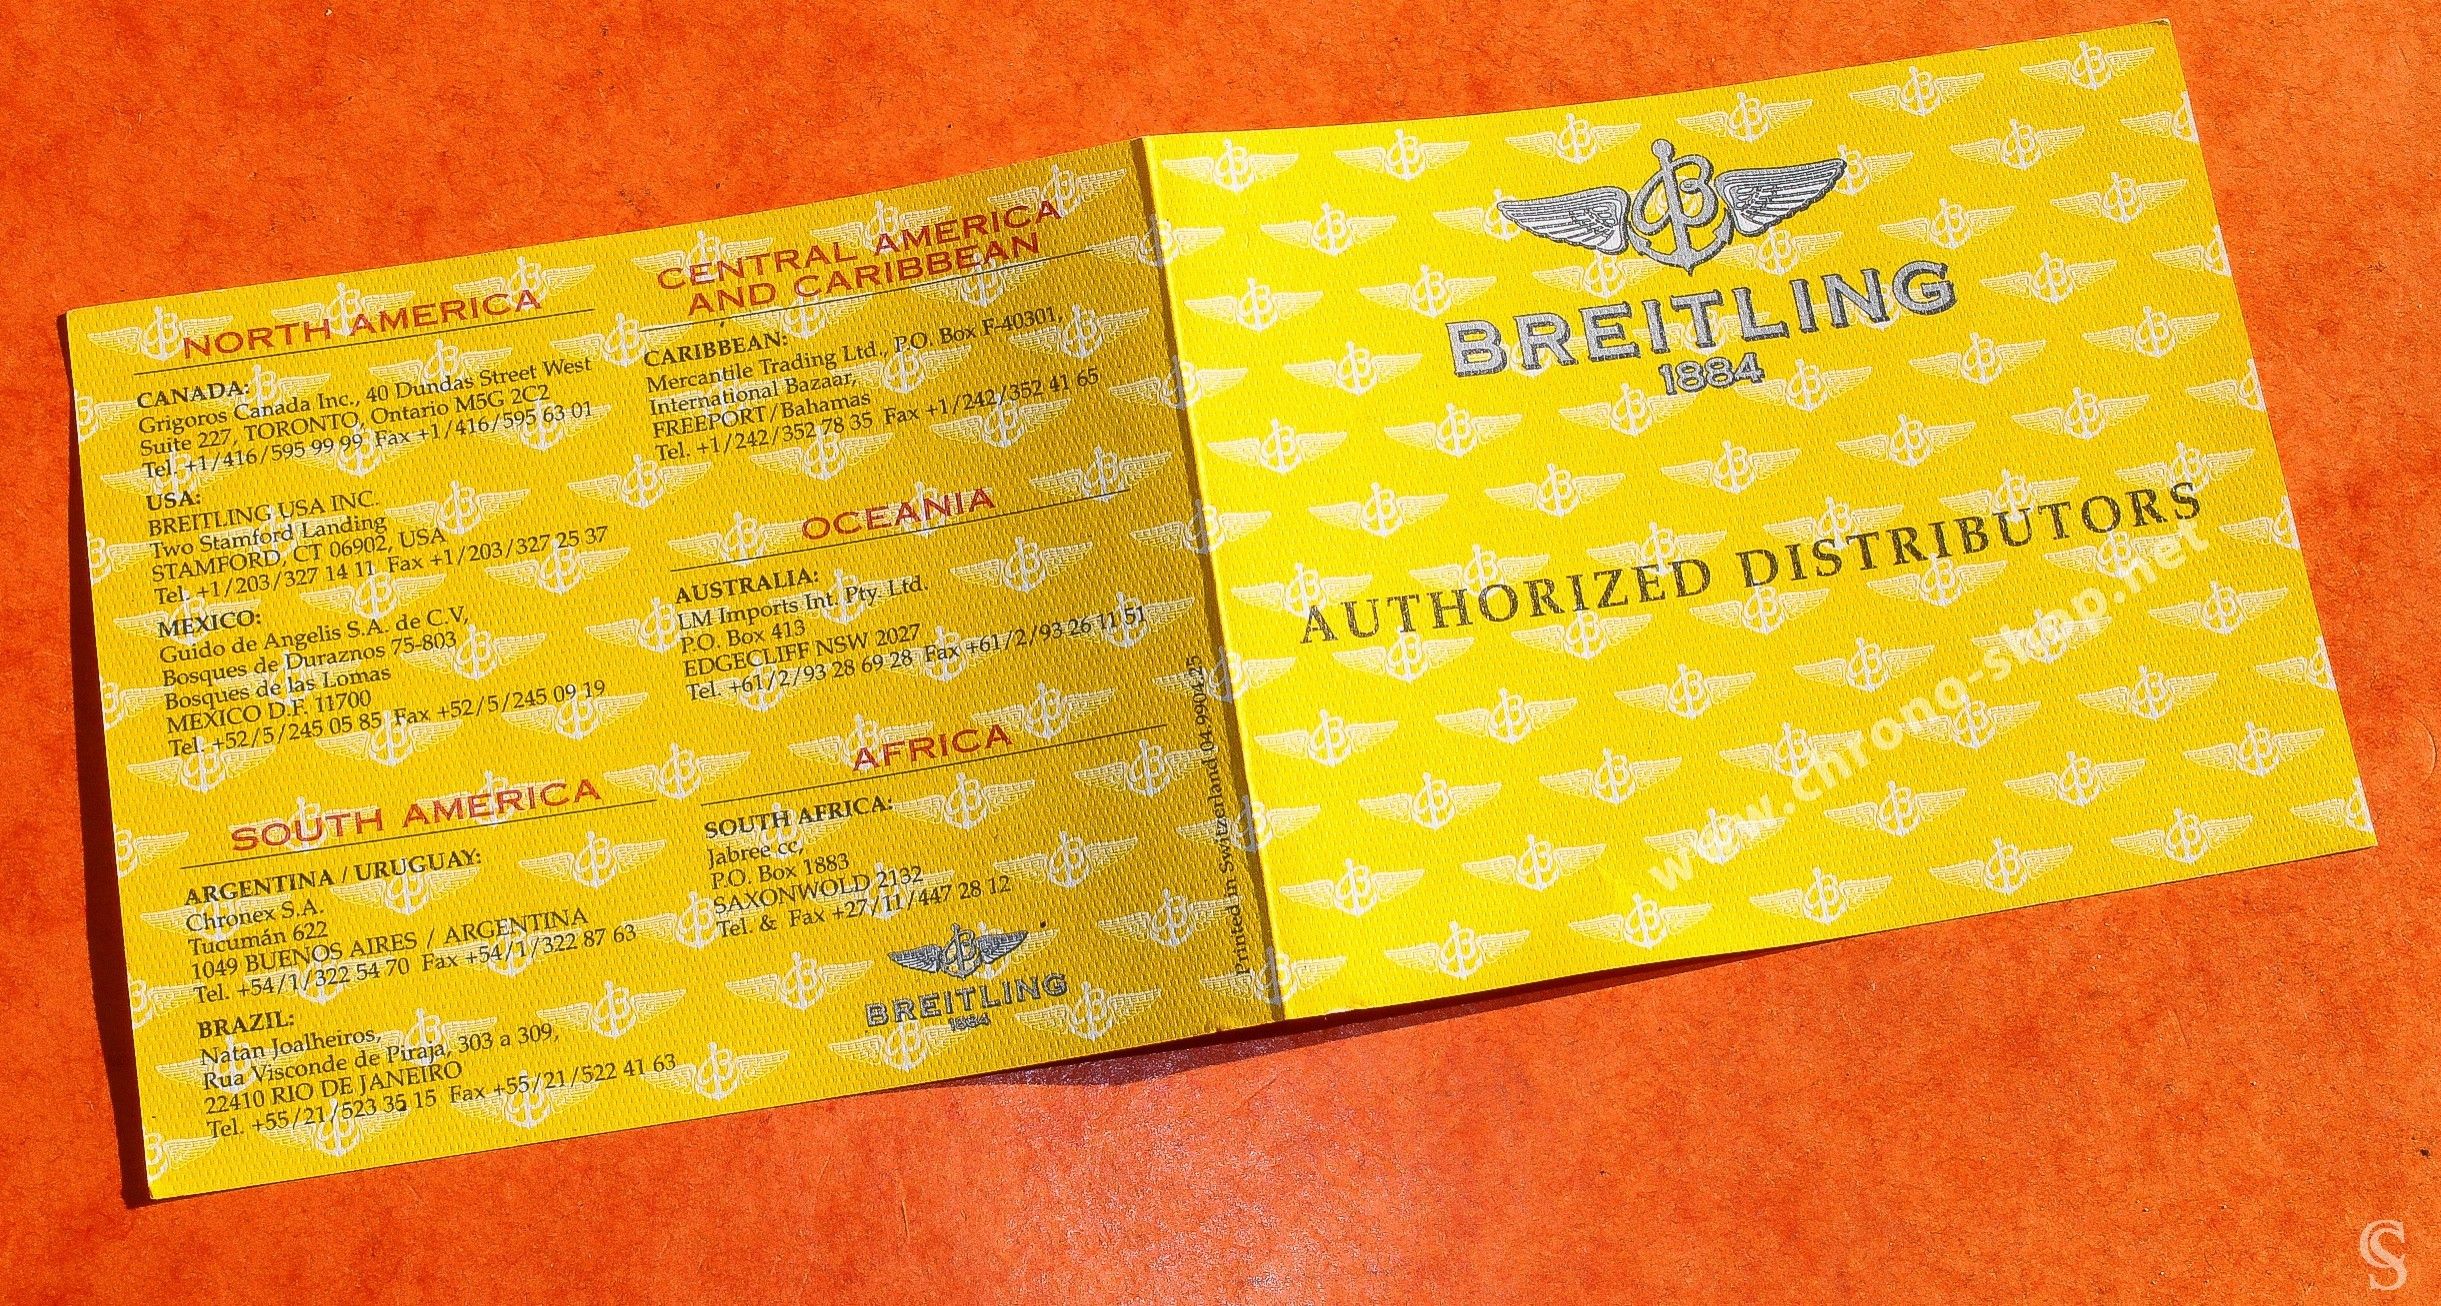 NORTH AMERICA
CANADA:
Grigoros Canada Inc., 40 Dundas Street West
Suite 227, TORONTO, Ontario M5G 2C2
Tel. +1/416/595 99 99 Fax +1/416/595 63 01
USA:
BREITLING USA INC.
Two Stamford Landing
STAMFORD, CT 06902, USA
Tel. +1/203/327 14 11 Fax +1/203/327 25 37
MEXICO:
Guido de Angelis S.A. de C.V,
Bosques de Duraznos 75-803
Bosques de las Lomas
MEXICO D.F. 11700
Tel. +52/5/245 05 85 Fax +52/5/245 09 19
SOUTH AMERICA
ARGENTINA / URUGUAY:
Chronex S.A.
Tucumán 622
1049 BUENOS AIRES / ARGENTINA
Tel. +54/1/322 54 70 Fax +54/1/322 87 63
BRAZIL:
Natan Joalheiros,
Rua Visconde de Piraja, 303 a 309,
22410 RIO DE JANEIRO
Tel. +55/21/523 35 15 Fax +55/21/522 41 63
CENTRAL AMERICA
AND CARIBBEAN
CARIBBEAN:
Mercantile Trading Ltd., P.O. Box F-40301,
International Bazaar,
FREEPORT/Bahamas
Tel. +1/242/352 78 35 Fax +1/242/352 41 65
OCEANIA
AUSTRALIA:
LM Imports Int. Pty. Ltd.
P.O. Box 413
EDGECLIFF NSW 2027
Tel. +61/2/93 28 69 28 Fax +61/2/93 26 11 51
AFRICA
SOUTH AFRICA:
Jabree cc,
P.O. Box 1883
SAXONWOLD 2132
Tel. & Fax +27/11/447 28 12
BREITLING
1884
Printed in Switzerland 04.9904.25
BREITLING
1884
AUTHORIZED DISTRIBUTORS
www.chrono-shop.net